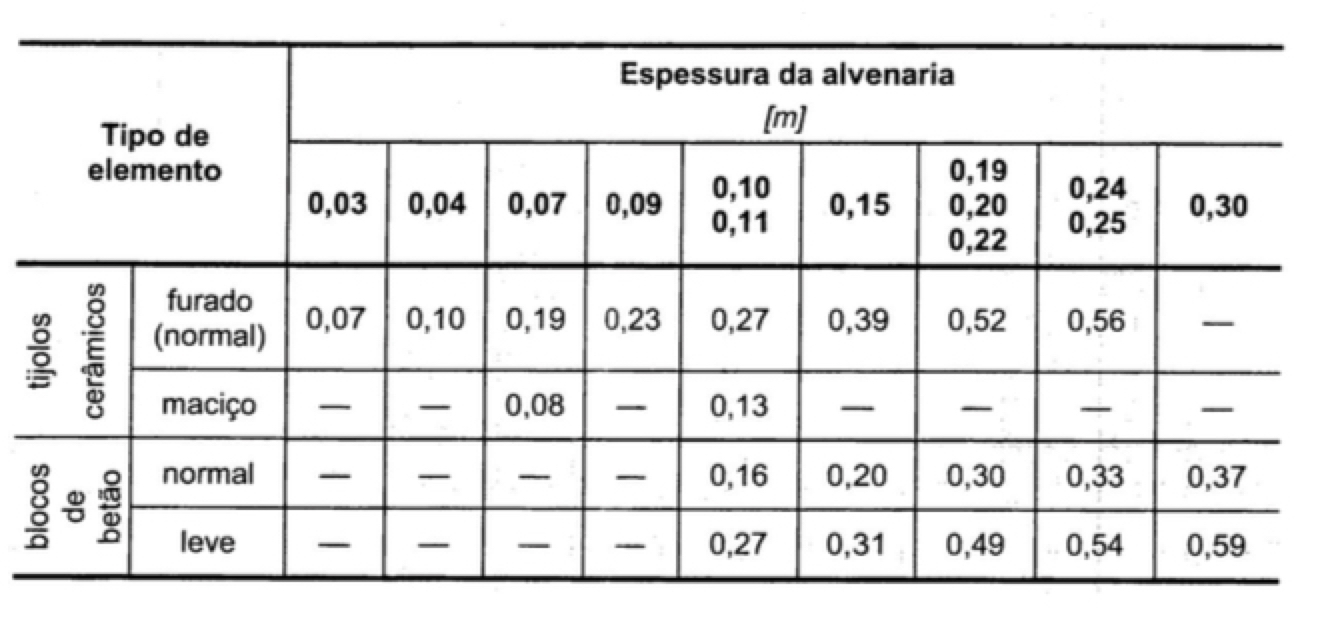 Tipo de
elemento
Espessura da alvenaria
[m]
0,03 0,04 0,07 0,09 0,10 0,11 0,15 0,19 0,20 0,22 0,24 0,25 0,30
tijolos
cerâmicos
furado
(normal)
0,07 0,10 0,19 0,23 0,27 0,39 0,52 0,56 —
maciço — — 0,08 — 0,13 — — — —
blocos
de
betão
normal — — — — 0,16 0,20 0,30 0,33 0,37
leve — — — — 0,27 0,31 0,49 0,54 0,59